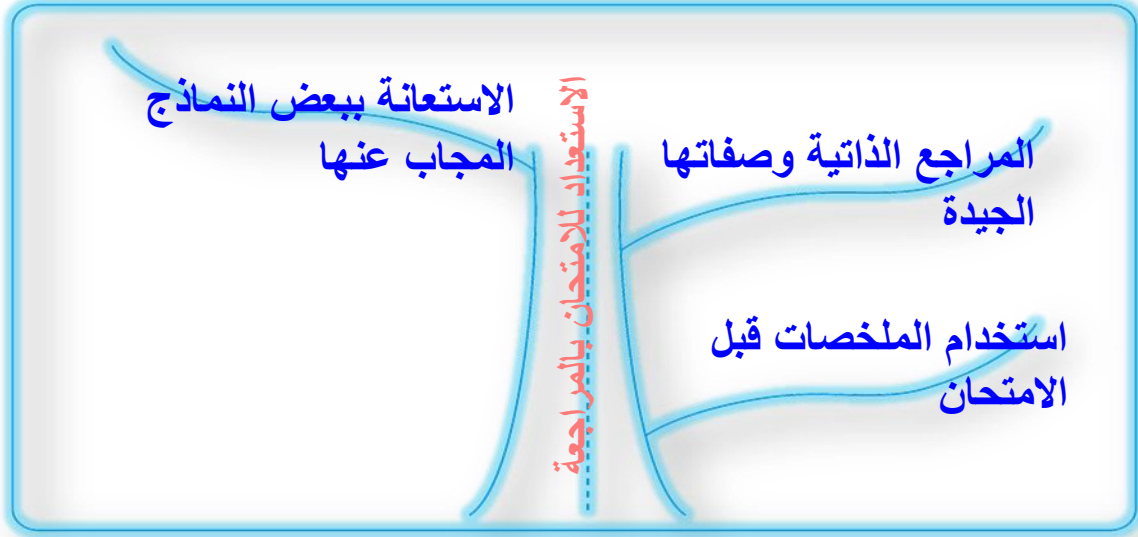 الاستعداد للامتحان بالمراجعة
المراجع الذاتية وصفاتها
الجيدة
استخدام الملخصات قبل
الامتحان
الاستعانة ببعض النماذج
المجاب عنها